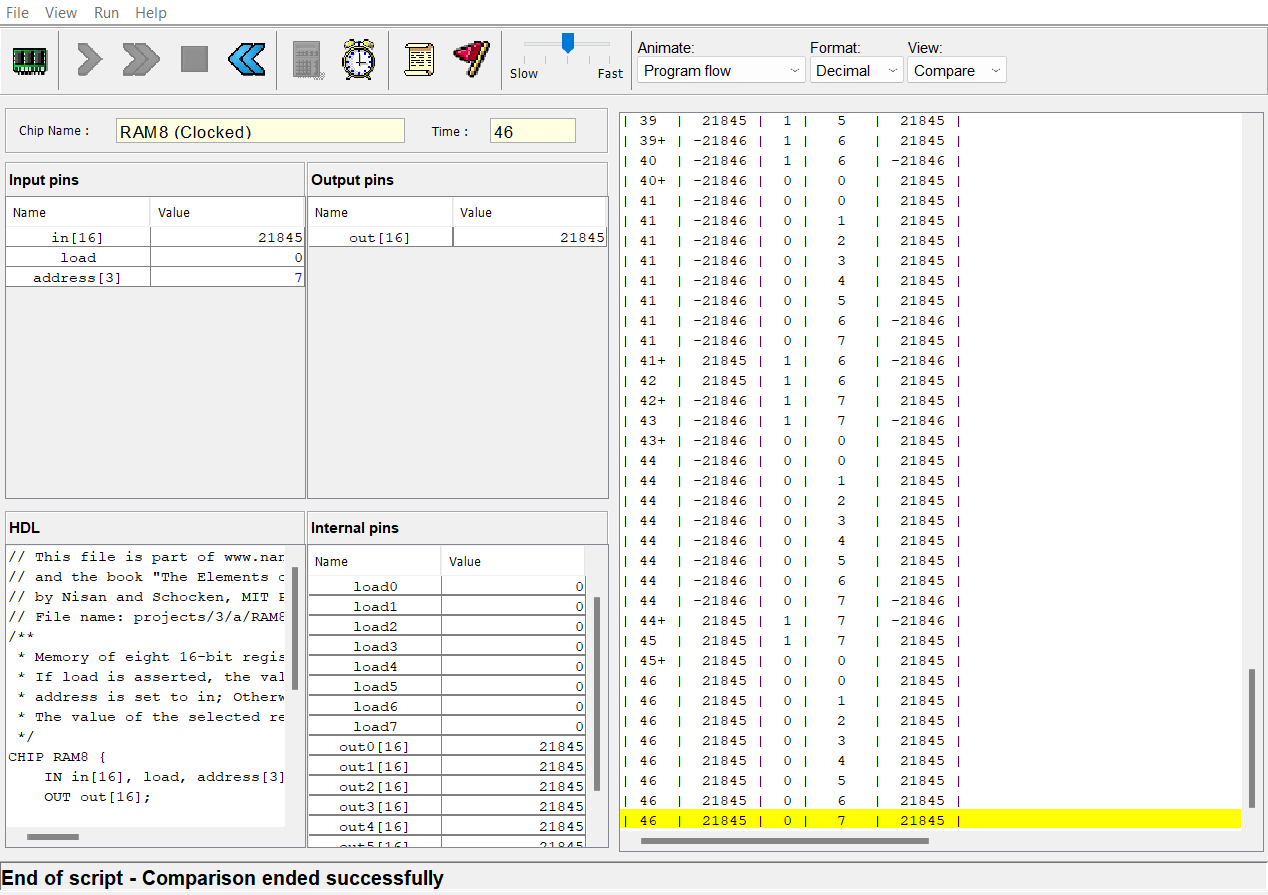 File View Run Help
Slow Fast
Animate: Format: View:
Program flow Decimal Compare
Chip Name : RAM8 (Clocked) Time : 46
Input pins
Name Value
in[16] 21845
load 0
address[3] 7
Output pins
Name Value
out[16] 21845
HDL
// This file is part of www.nan
// and the book "The Elements o
// by Nisan and Schocken, MIT P
// File name: projects/3/a/RAM8
/**
* Memory of eight 16-bit regis
* If load is asserted, the val
* address is set to in; Otherw
* The value of the selected re
*/
CHIP RAM8 {
IN in[16], load, address[3]
OUT out[16];
Internal pins
Name Value
load0 0
load1 0
load2 0
load3 0
load4 0
load5 0
load6 0
load7 0
out0[16] 21845
out1[16] 21845
out2[16] 21845
out3[16] 21845
out4[16] 21845
out5[16] 21845
| 39 | 21845 | 1 | 5 | 21845 |
| 39+ | -21846 | 1 | 6 | 21845 |
| 40 | -21846 | 1 | 6 | -21846 |
| 40+ | -21846 | 0 | 0 | 21845 |
| 41 | -21846 | 0 | 0 | 21845 |
| 41 | -21846 | 0 | 1 | 21845 |
| 41 | -21846 | 0 | 2 | 21845 |
| 41 | -21846 | 0 | 3 | 21845 |
| 41 | -21846 | 0 | 4 | 21845 |
| 41 | -21846 | 0 | 5 | 21845 |
| 41 | -21846 | 0 | 6 | -21846 |
| 41 | -21846 | 0 | 7 | 21845 |
| 41+ | 21845 | 1 | 6 | -21846 |
| 42 | 21845 | 1 | 6 | 21845 |
| 42+ | -21846 | 1 | 7 | 21845 |
| 43 | -21846 | 1 | 7 | -21846 |
| 43+ | -21846 | 0 | 0 | 21845 |
| 44 | -21846 | 0 | 0 | 21845 |
| 44 | -21846 | 0 | 1 | 21845 |
| 44 | -21846 | 0 | 2 | 21845 |
| 44 | -21846 | 0 | 3 | 21845 |
| 44 | -21846 | 0 | 4 | 21845 |
| 44 | -21846 | 0 | 5 | 21845 |
| 44 | -21846 | 0 | 6 | 21845 |
| 44 | -21846 | 0 | 7 | -21846 |
| 44+ | 21845 | 1 | 7 | -21846 |
| 45 | 21845 | 1 | 7 | 21845 |
| 45+ | 21845 | 0 | 0 | 21845 |
| 46 | 21845 | 0 | 0 | 21845 |
| 46 | 21845 | 0 | 1 | 21845 |
| 46 | 21845 | 0 | 2 | 21845 |
| 46 | 21845 | 0 | 3 | 21845 |
| 46 | 21845 | 0 | 4 | 21845 |
| 46 | 21845 | 0 | 5 | 21845 |
| 46 | 21845 | 0 | 6 | 21845 |
| 46 | 21845 | 0 | 7 | 21845 |
End of script - Comparison ended successfully